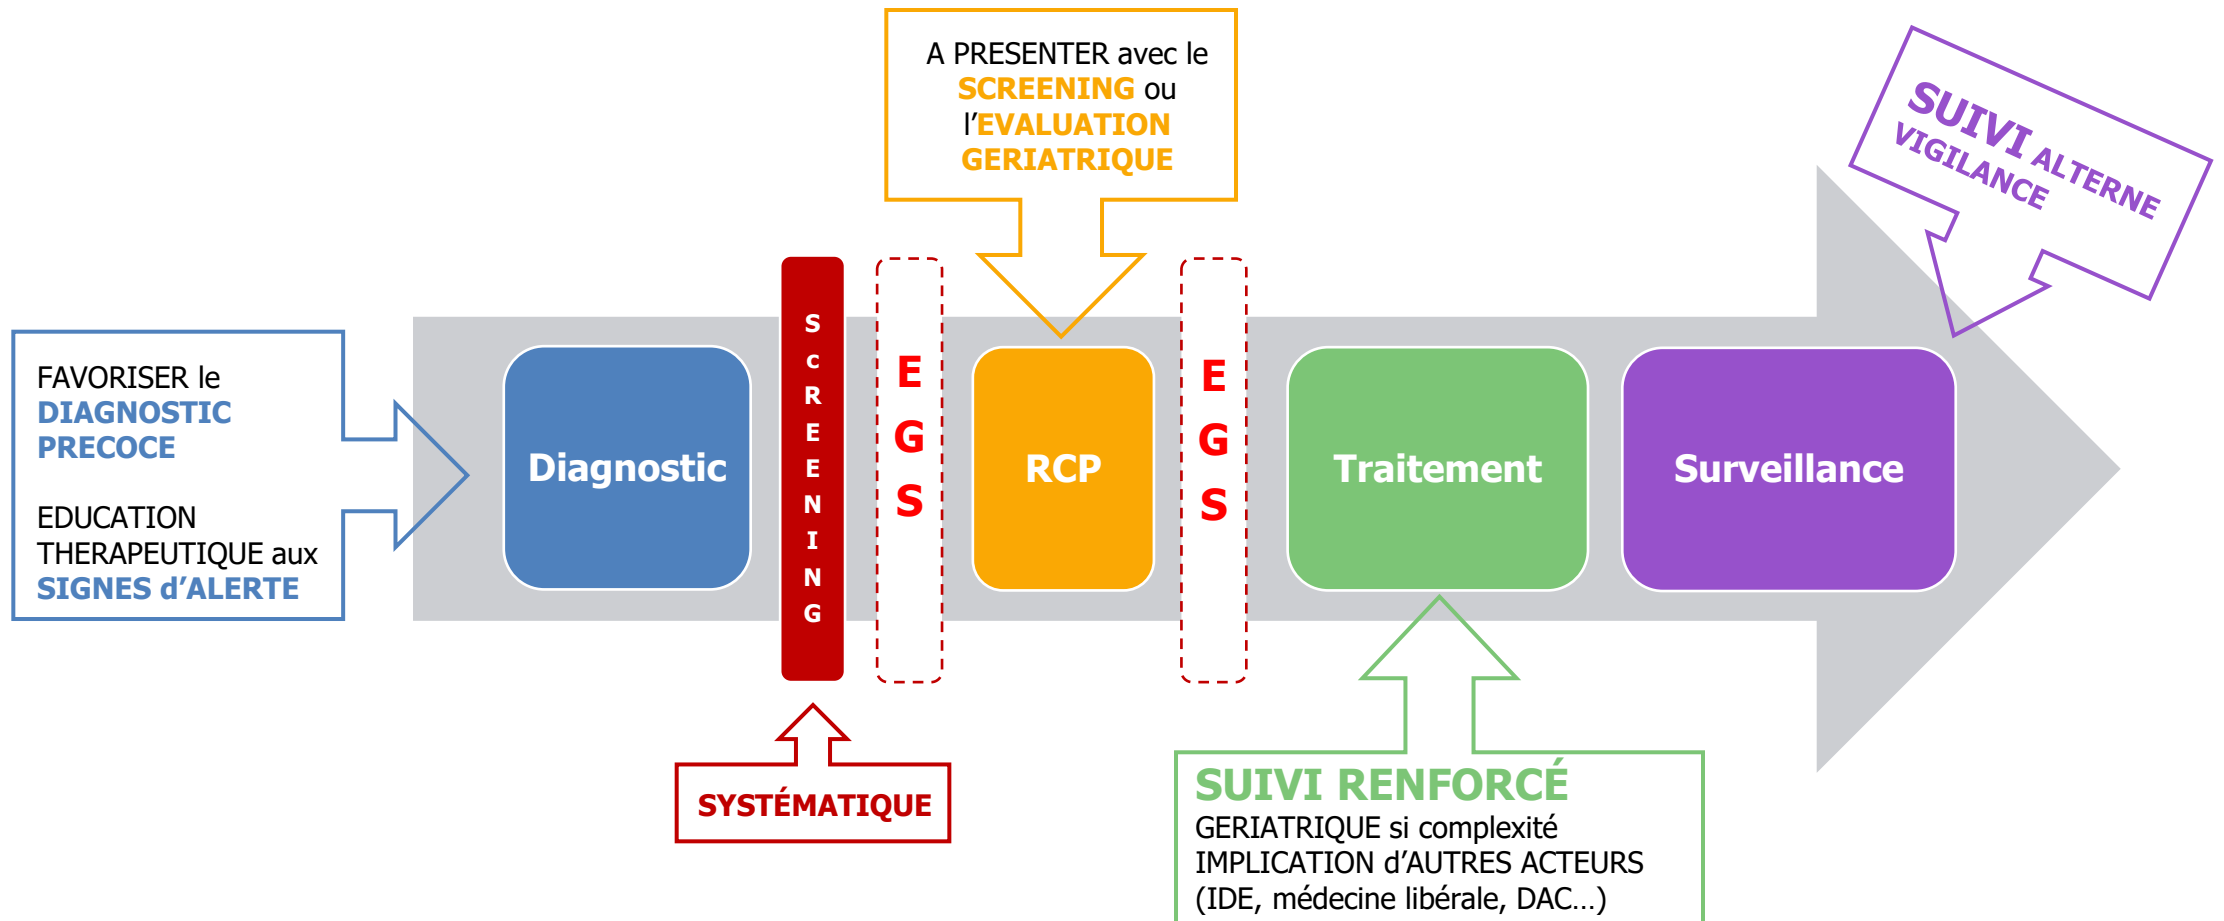 A PRESENTER avec le
SCREENING ou
l’EVALUATION
GERIATRIQUE
SUIVI ALTERNE
VIGILANCE
FAVORISER le
DIAGNOSTIC
PRECOCE
EDUCATION
THERAPEUTIQUE aux
SIGNES d’ALERTE
Diagnostic
S
c
R
E
E
N
I
N
G
E
G
S
RCP
E
G
S
Traitement
Surveillance
SYSTÉMATIQUE
SUIVI RENFORCÉ
GERIATRIQUE si complexité
IMPLICATION d’AUTRES ACTEURS
(IDE, médecine libérale, DAC…)